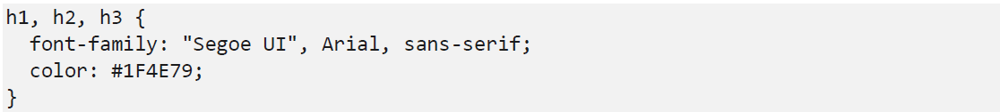 h1, h2, h3 {
  font-family: "Segoe UI", Arial, sans-serif;
  color: #1F4E79;
}